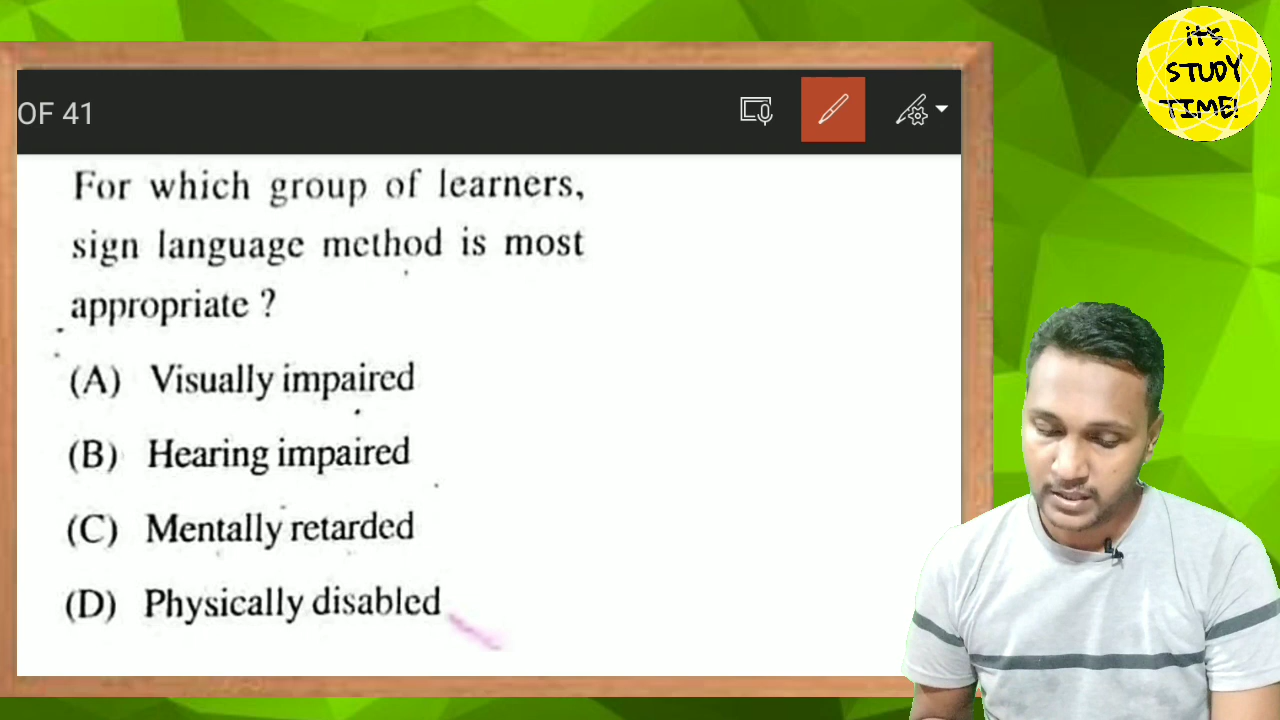 IT'S
STUDY
TIME!
OF 41
For which group of learners,
sign language method is most
appropriate ?
(A) Visually impaired
(B) Hearing impaired
(C) Mentally retarded
(D) Physically disabled